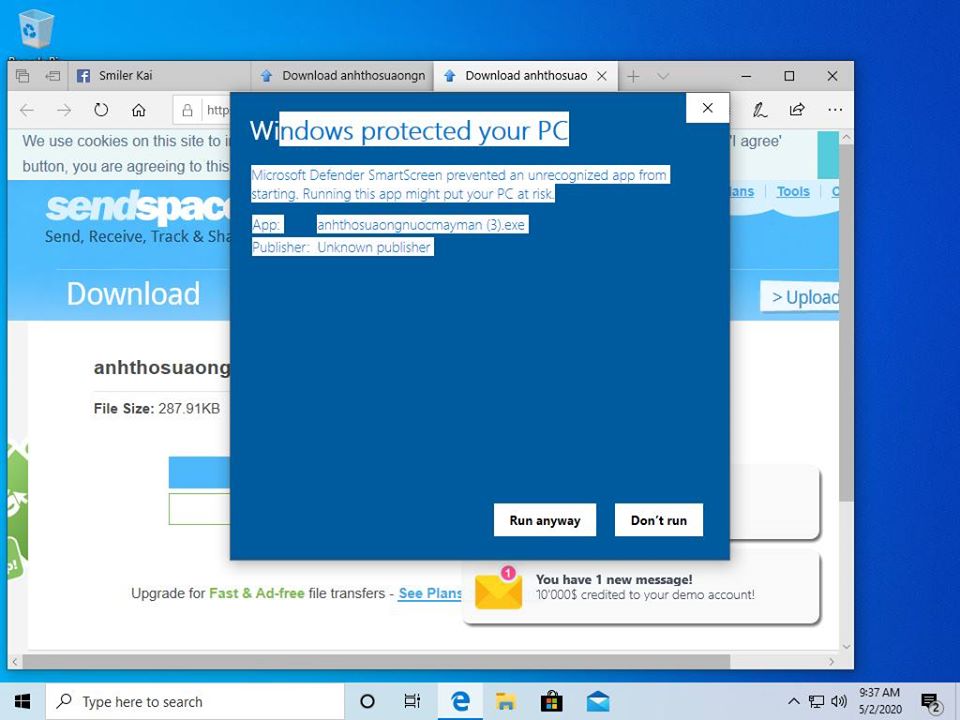 Smiler Kai
Download anhthosuaongn
Download anhthosuao
http
We use cookies on this site to i
'I agree'
button, you are agreeing to this
Windows protected your PC
Microsoft Defender SmartScreen prevented an unrecognized app from
starting. Running this app might put your PC at risk.
App: anhthosuaongnuocmayman (3).exe
Publisher: Unknown publisher
sendspac
Send, Receive, Track & Sha
lans
Tools
Download
> Upload
anhthosuaong
File Size: 287.91KB
Run anyway
Don't run
Upgrade for Fast & Ad-free file transfers - See Plans
1
You have 1 new message!
10'000$ credited to your demo account!
Type here to search
9:37 AM
5/2/2020
2